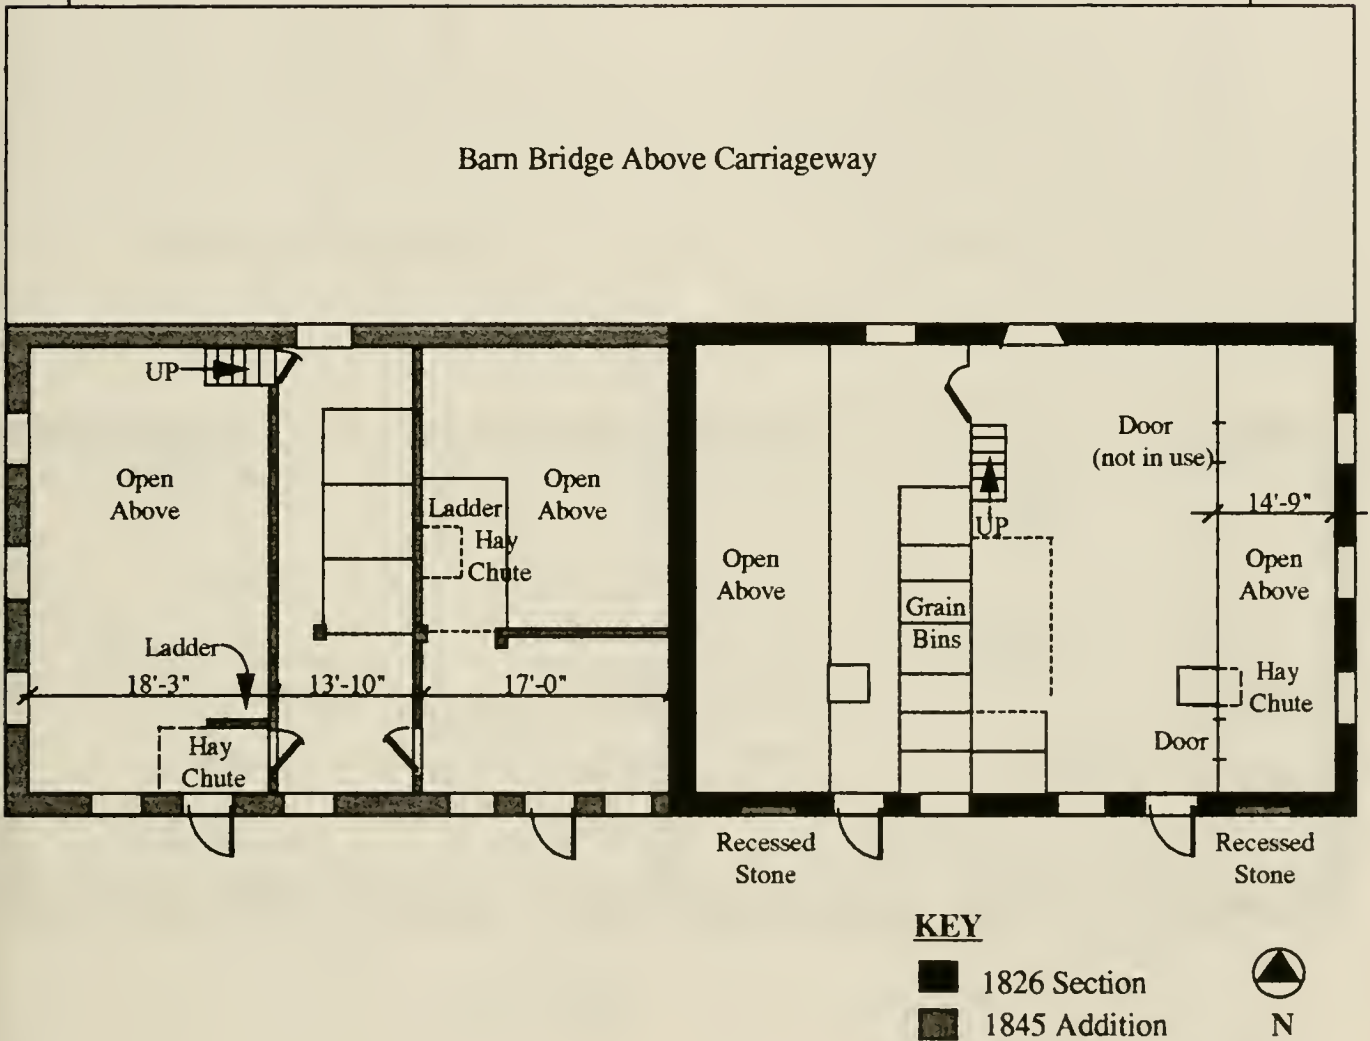 Barn Bridge Above Carriageway
UP
Open
Above
Ladder
18'-3"
Hay
Chute
13'-10"
Ladder
Hay
Chute
Open
Above
17'-0"
Open
Above
Grain
Bins
UP
Door
(not in use)
14'-9"
Open
Above
Hay
Chute
Door
Recessed
Stone
Recessed
Stone
KEY
1826 Section
1845 Addition
N